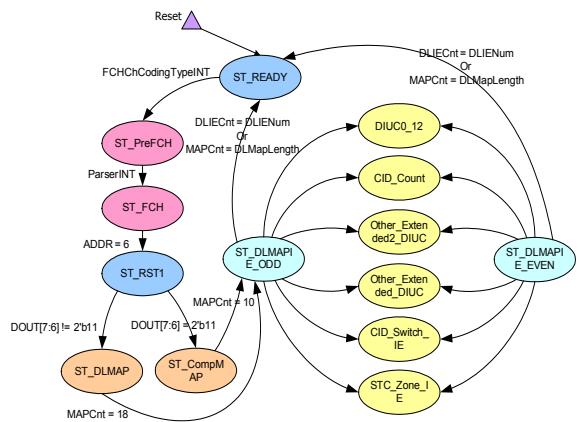 Reset
DLIECnt = DLIENum
Or
MAPCnt = DLMapLength
FCHChCodingTypeINT
ST_READY
DLIECnt = DLIENum
Or
MAPCnt = DLMapLength
DIUC0_12
ST_PreFCH
ParserINT
CID_Count
ST_FCH
Other_Exten
ded2_DIUC
ADDR = 6
ST_DLMAPI
E_ODD
ST_DLMAPI
E_EVEN
ST_RST1
Other_Exten
ded_DIUC
MAPCnt = 10
DOUT[7:6] != 2'b11
DOUT[7:6] = 2'b11
CID_Switch_
IE
ST_DLMAP
ST_CompM
AP
STC_Zone_I
E
MAPCnt = 18